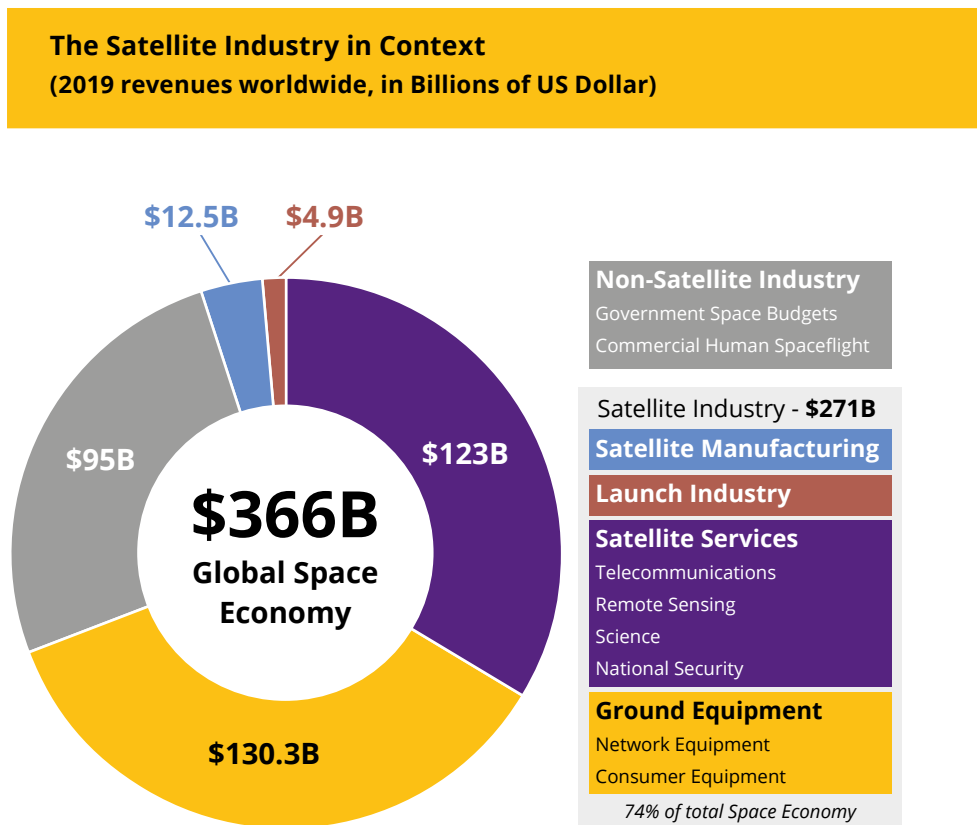 The Satellite Industry in Context
(2019 revenues worldwide, in Billions of US Dollar)
$12.5B
$4.9B
$95B
$123B
$366B
Global Space
Economy
$130.3B
Non-Satellite Industry
Government Space Budgets
Commercial Human Spaceflight
Satellite Industry - $271B
Satellite Manufacturing
Launch Industry
Satellite Services
Telecommunications
Remote Sensing
Science
National Security
Ground Equipment
Network Equipment
Consumer Equipment
74% of total Space Economy